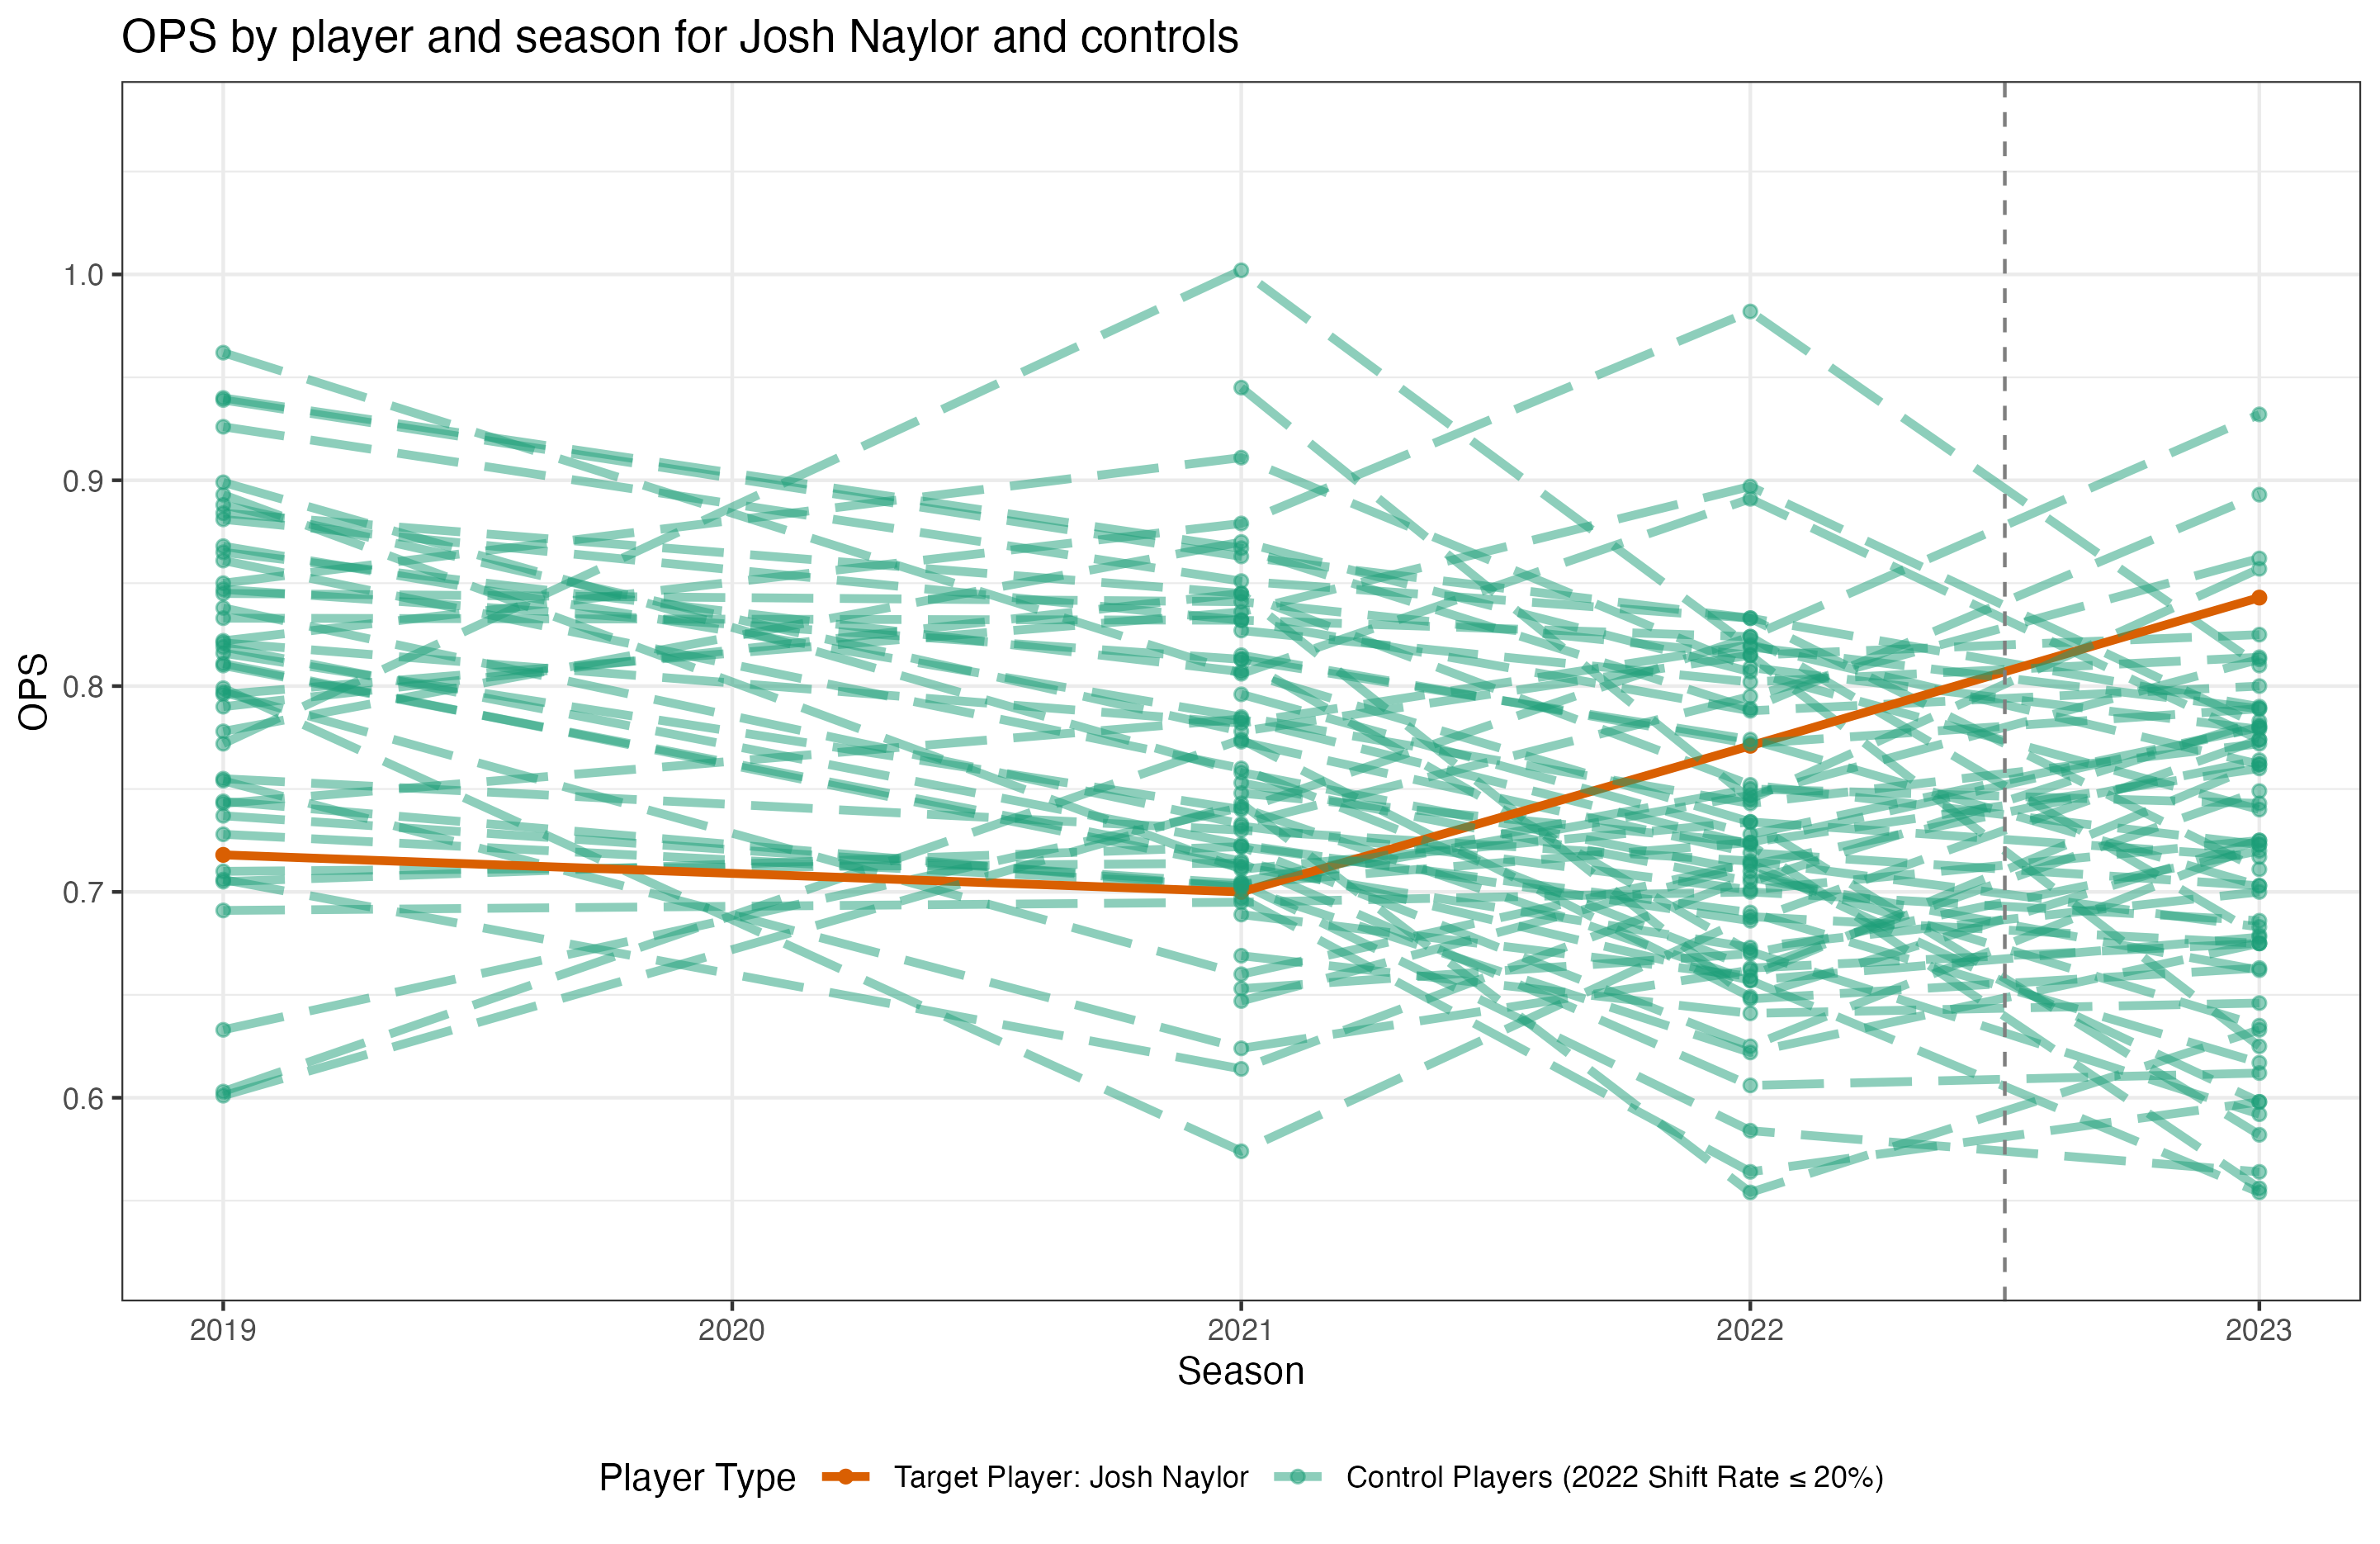 OPS by player and season for Josh Naylor and controls
OPS
1.0
0.9
0.8
0.7
0.6
2019 2020 2021 2022 2023
Season
Player Type Target Player: Josh Naylor Control Players (2022 Shift Rate ≤ 20%)